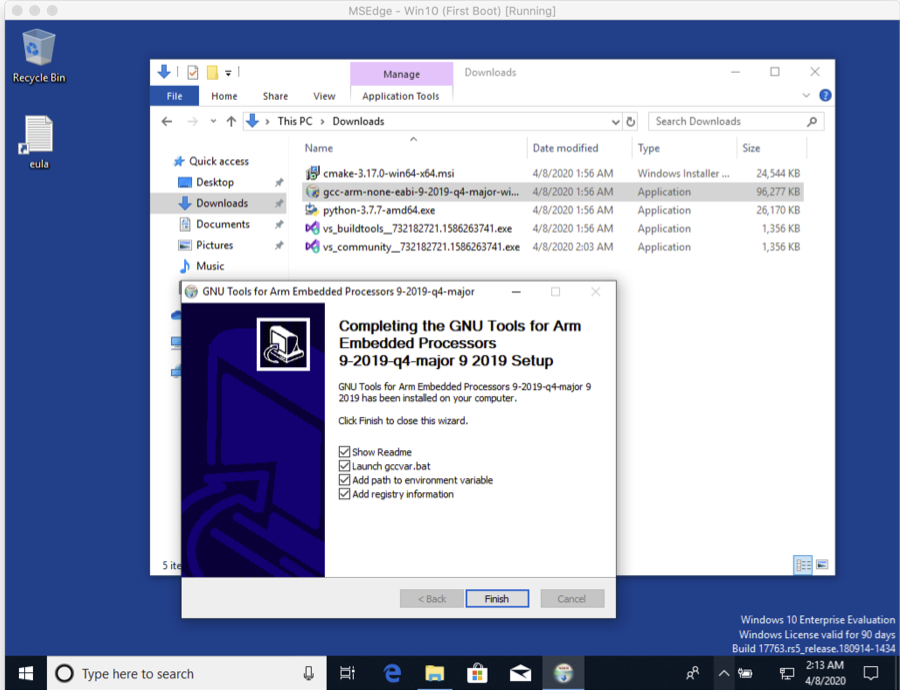 MSEdge - Win10 (First Boot) [Running]
Recycle Bin
eula
Manage
Downloads
File
Home
Share
View
Application Tools
This PC
Downloads
Search Downloads
Name
Date modified
Type
Size
Quick access
Desktop
Downloads
Documents
Pictures
Music
cmake-3.17.0-win64-x64.msi 4/8/2020 1:56 AM Windows Installer ... 24,544 KB
gcc-arm-none-eabi-9-2019-q4-major-wi... 4/8/2020 1:56 AM Application 96,277 KB
python-3.7.7-amd64.exe 4/8/2020 1:56 AM Application 26,170 KB
vs_buildtools__732182721.1586263741.exe 4/8/2020 1:56 AM Application 1,356 KB
vs_community__732182721.1586263741.exe 4/8/2020 2:03 AM Application 1,356 KB
GNU Tools for Arm Embedded Processors 9-2019-q4-major
Completing the GNU Tools for Arm
Embedded Processors
9-2019-q4-major 9 2019 Setup
GNU Tools for Arm Embedded Processors 9-2019-q4-major 9
2019 has been installed on your computer.
Click Finish to close this wizard.
Show Readme
Launch gccvar.bat
Add path to environment variable
Add registry information
5 ite
< Back
Finish
Cancel
Windows 10 Enterprise Evaluation
Windows License valid for 90 days
Build 17763.rs5_release.180914-1434
Type here to search
2:13 AM
4/8/2020